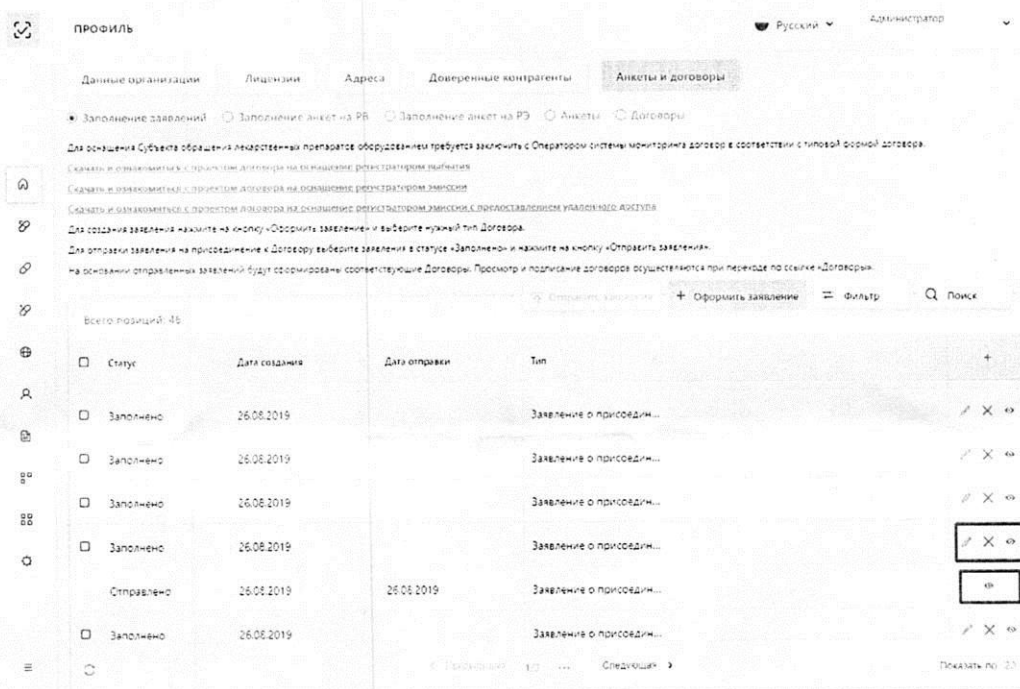 ПРОФИЛЬ
Русский
Администратор
Данные организации
Лицензии
Адреса
Доверенные контрагенты
Анкеты и договоры
Заполнение заявлений
Заполнение анкет на РВ
Заполнение анкет на РЭ
Анкеты
Договоры
Для оснащения Субъекта обращения лекарственных препаратов оборудованием требуется заключить с Оператором системы мониторинга договор в соответствии с типовой формой договора.
Скачать и ознакомиться с проектом договора на оснащение регистратором выбытия
Скачать и ознакомиться с проектом договора на оснащение регистратором эмиссии
Скачать и ознакомиться с проектом договора на оснащение регистратором эмиссии с предоставлением удаленного доступа
Для создания заявления нажмите на кнопку «Оформить заявление» и выберите нужный тип Договора.
Для отправки заявления на присоединение к Договору выберите заявления в статусе «Заполнено» и нажмите на кнопку «Отправить заявления».
На основании отправленных заявлений будут сформированы соответствующие Договоры. Просмотр и подписание договоров осуществляются при переходе по ссылке «Договоры».
Отправить заявления
+ Оформить заявление
Фильтр
Поиск
Всего позиций: 46
Статус Дата создания Дата отправки Тип
Заполнено 26.08.2019 Заявление о присоедин...
Заполнено 26.08.2019 Заявление о присоедин...
Заполнено 26.08.2019 Заявление о присоедин...
Заполнено 26.08.2019 Заявление о присоедин...
Отправлено 26.08.2019 26.08.2019 Заявление о присоедин...
Заполнено 26.08.2019 Заявление о присоедин...
< Предыдущая 1/3 ... Следующая >
Показать по 20